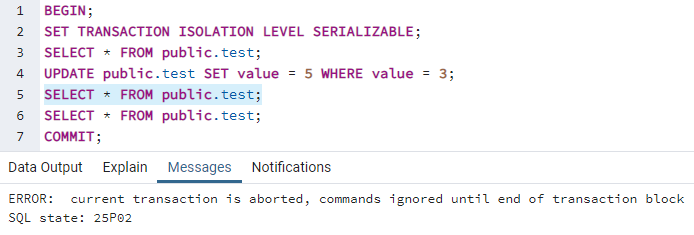 1 BEGIN;
2 SET TRANSACTION ISOLATION LEVEL SERIALIZABLE;
3 SELECT * FROM public.test;
4 UPDATE public.test SET value = 5 WHERE value = 3;
5 SELECT * FROM public.test;
6 SELECT * FROM public.test;
7 COMMIT;
Data Output Explain Messages Notifications
ERROR:  current transaction is aborted, commands ignored until end of transaction block
SQL state: 25P02